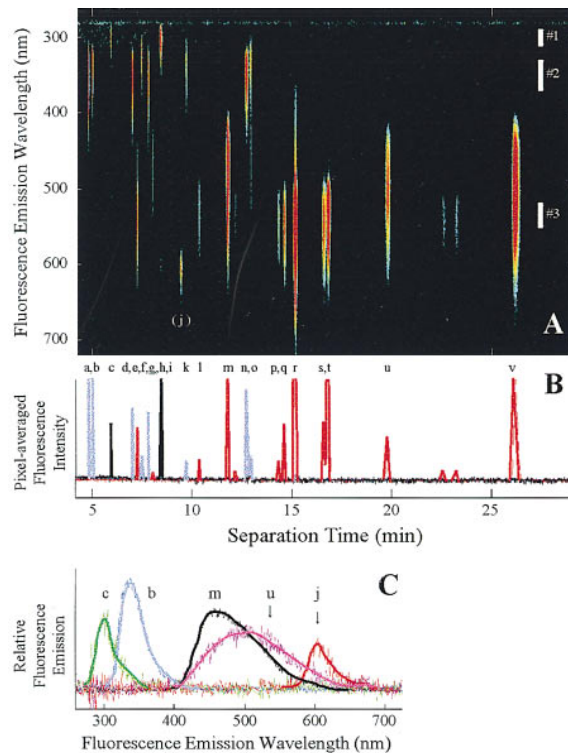 Fluorescence Emission Wavelength (nm)
300
400
500
600
700
#1
#2
#3
(j)
A
a,b c d,e,f,g, h,i k l m n,o p,q r s,t u v
B
Pixel-averaged
Fluorescence
Intensity
5 10 15 20 25
Separation Time (min)
C
c b m u j
Relative
Fluorescence
Emission
300 400 500 600 700
Fluorescence Emission Wavelength (nm)